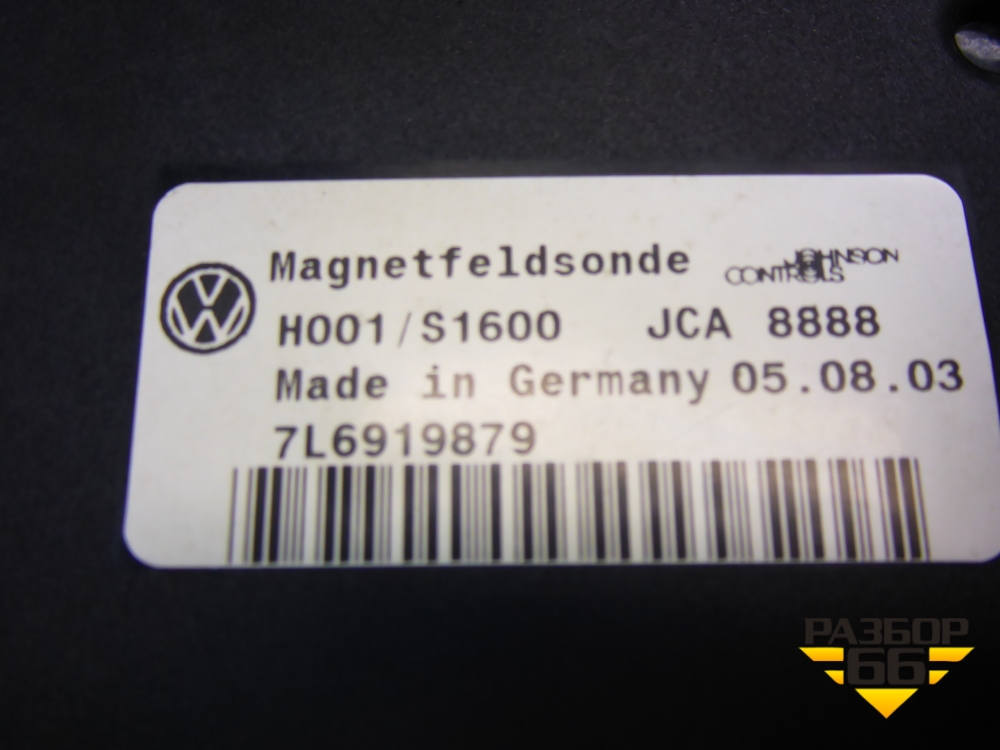 Magnetfeldsonde JOHNSON CONTROLS
H001/S1600 JCA 8888
Made in Germany 05.08.03
7L6919879
РАЗБОР
66